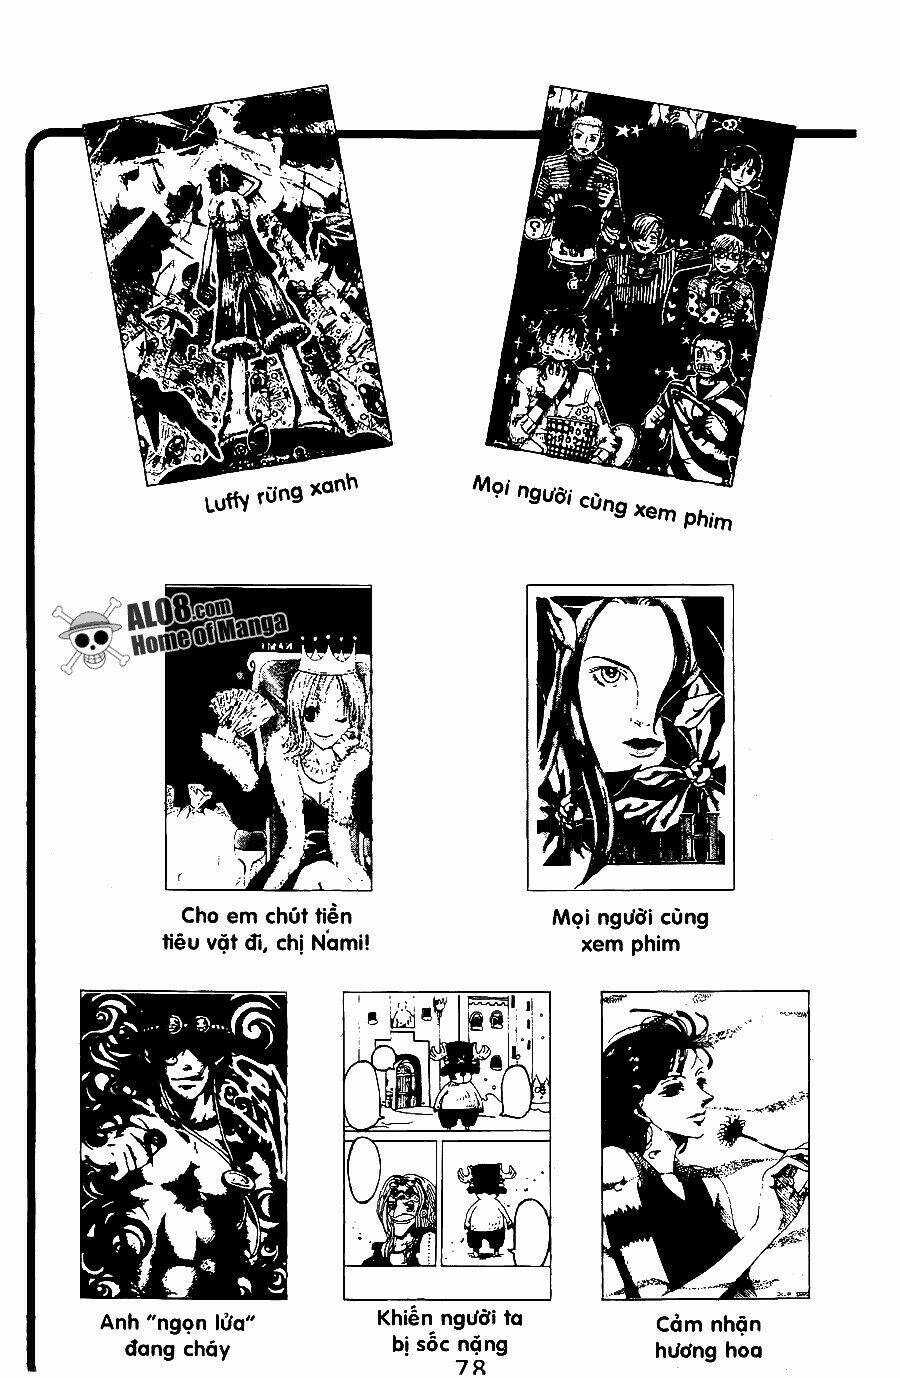 Luffy rừng xanh
Mọi người cùng xem phim
ALO8.com
Home of Manga
NAMI
Cho em chút tiền
tiêu vặt đi, chị Nami!
H
Mọi người cùng
xem phim
Anh "ngọn lửa"
đang cháy
Khiến người ta
bị sốc nặng
Cảm nhận
hương hoa
78